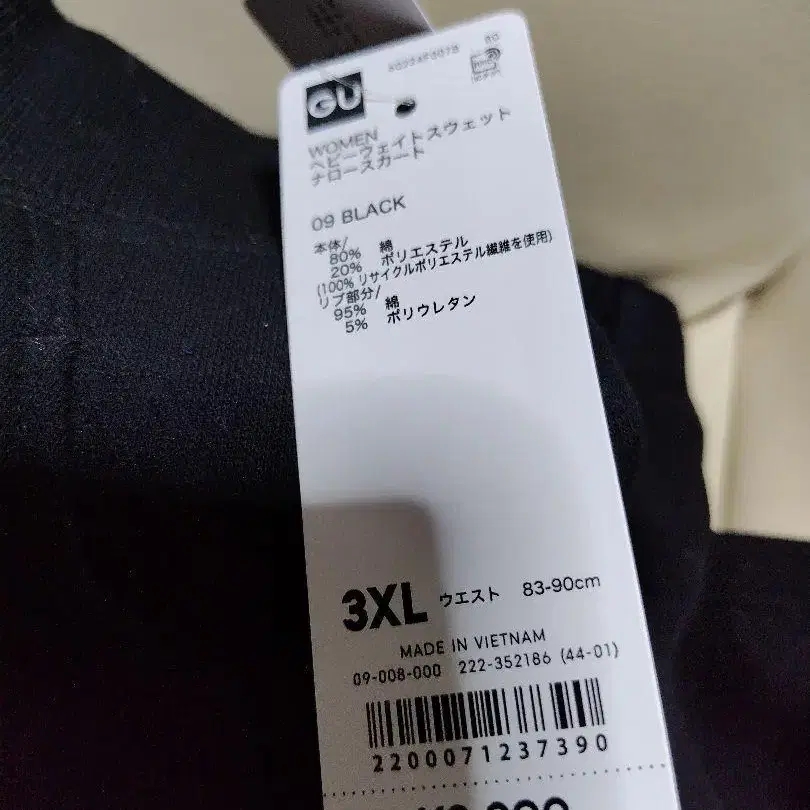 GU
WOMEN
ヘビーウェイトスウェット
ナロースカート
09 BLACK
本体/
80% 綿
20% ポリエステル
(100% リサイクルポリエステル繊維を使用)
リブ部分/
95% 綿
5% ポリウレタン
3XL ウエスト 83-90cm
MADE IN VIETNAM
09-008-000 222-352186 (44-01)
2200071237390